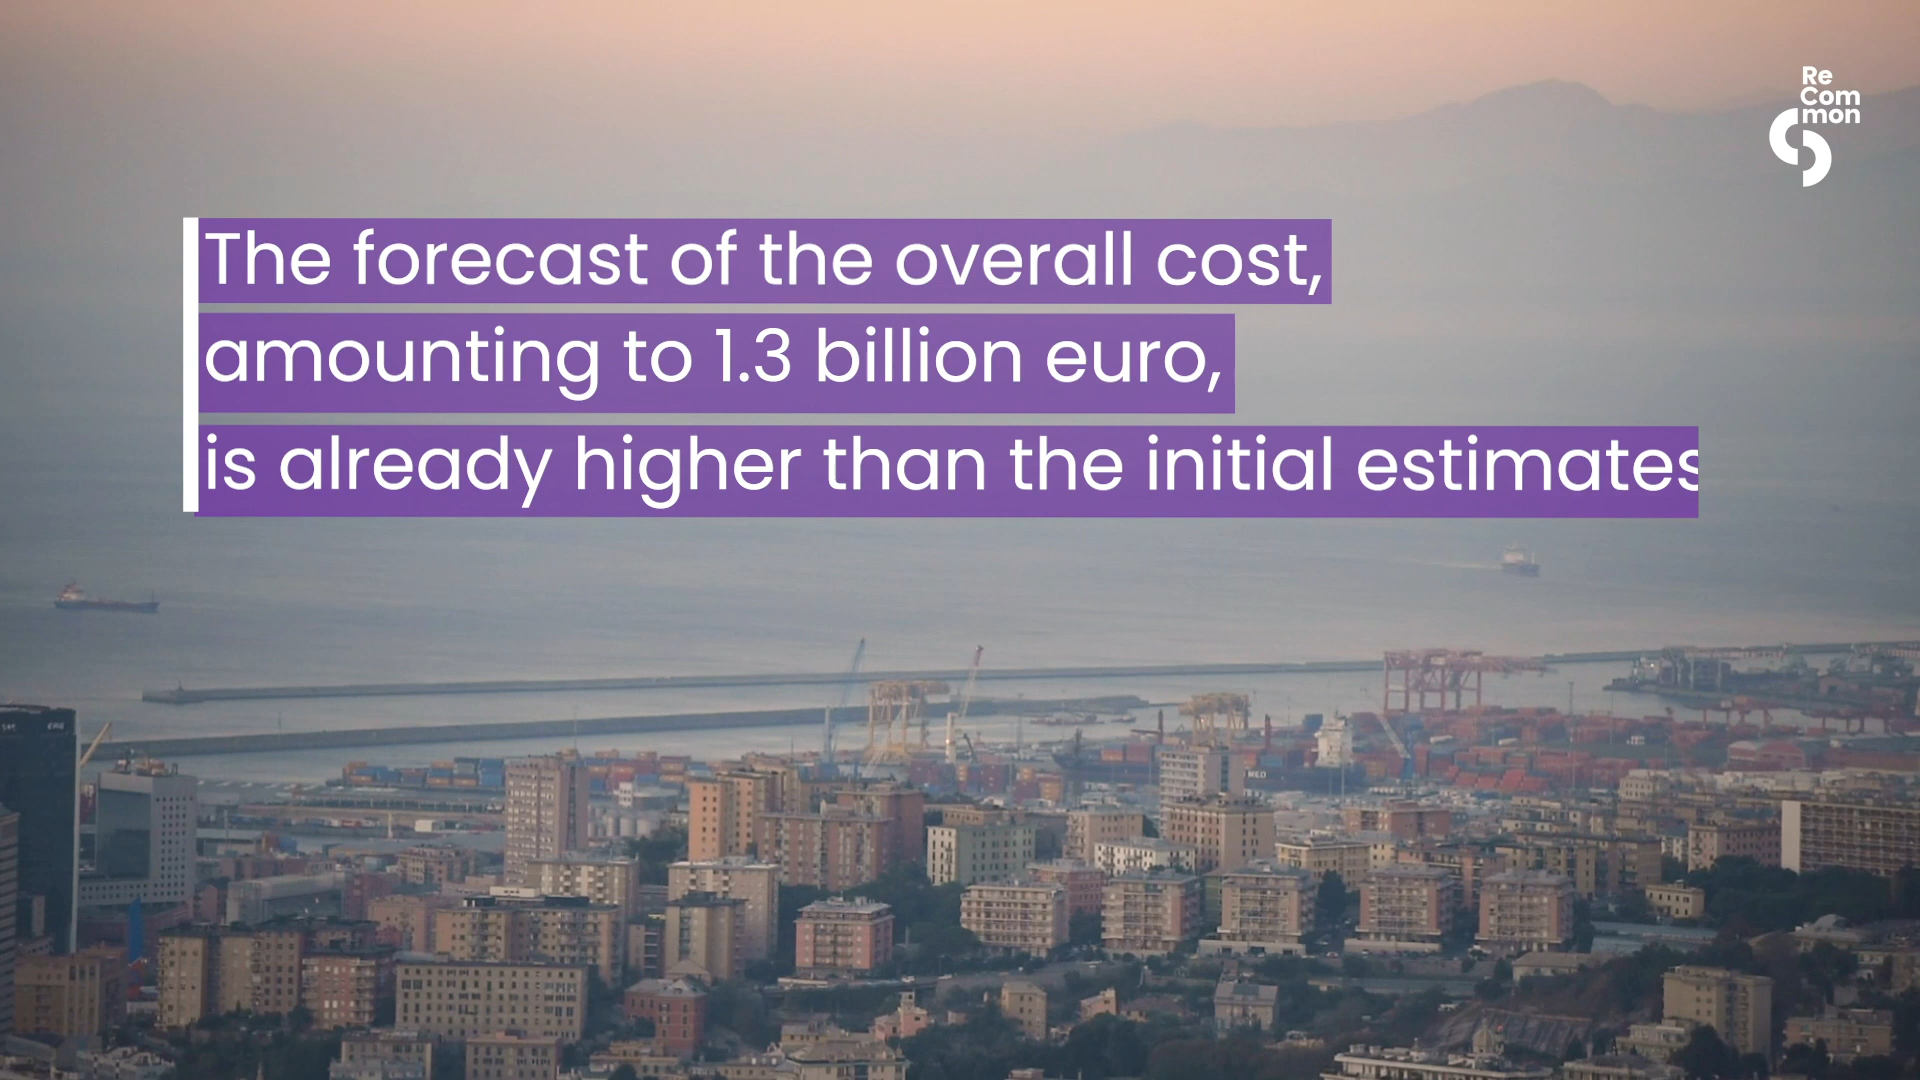 Re
Com
mon
The forecast of the overall cost,
amounting to 1.3 billion euro,
is already higher than the initial estimates
ERG